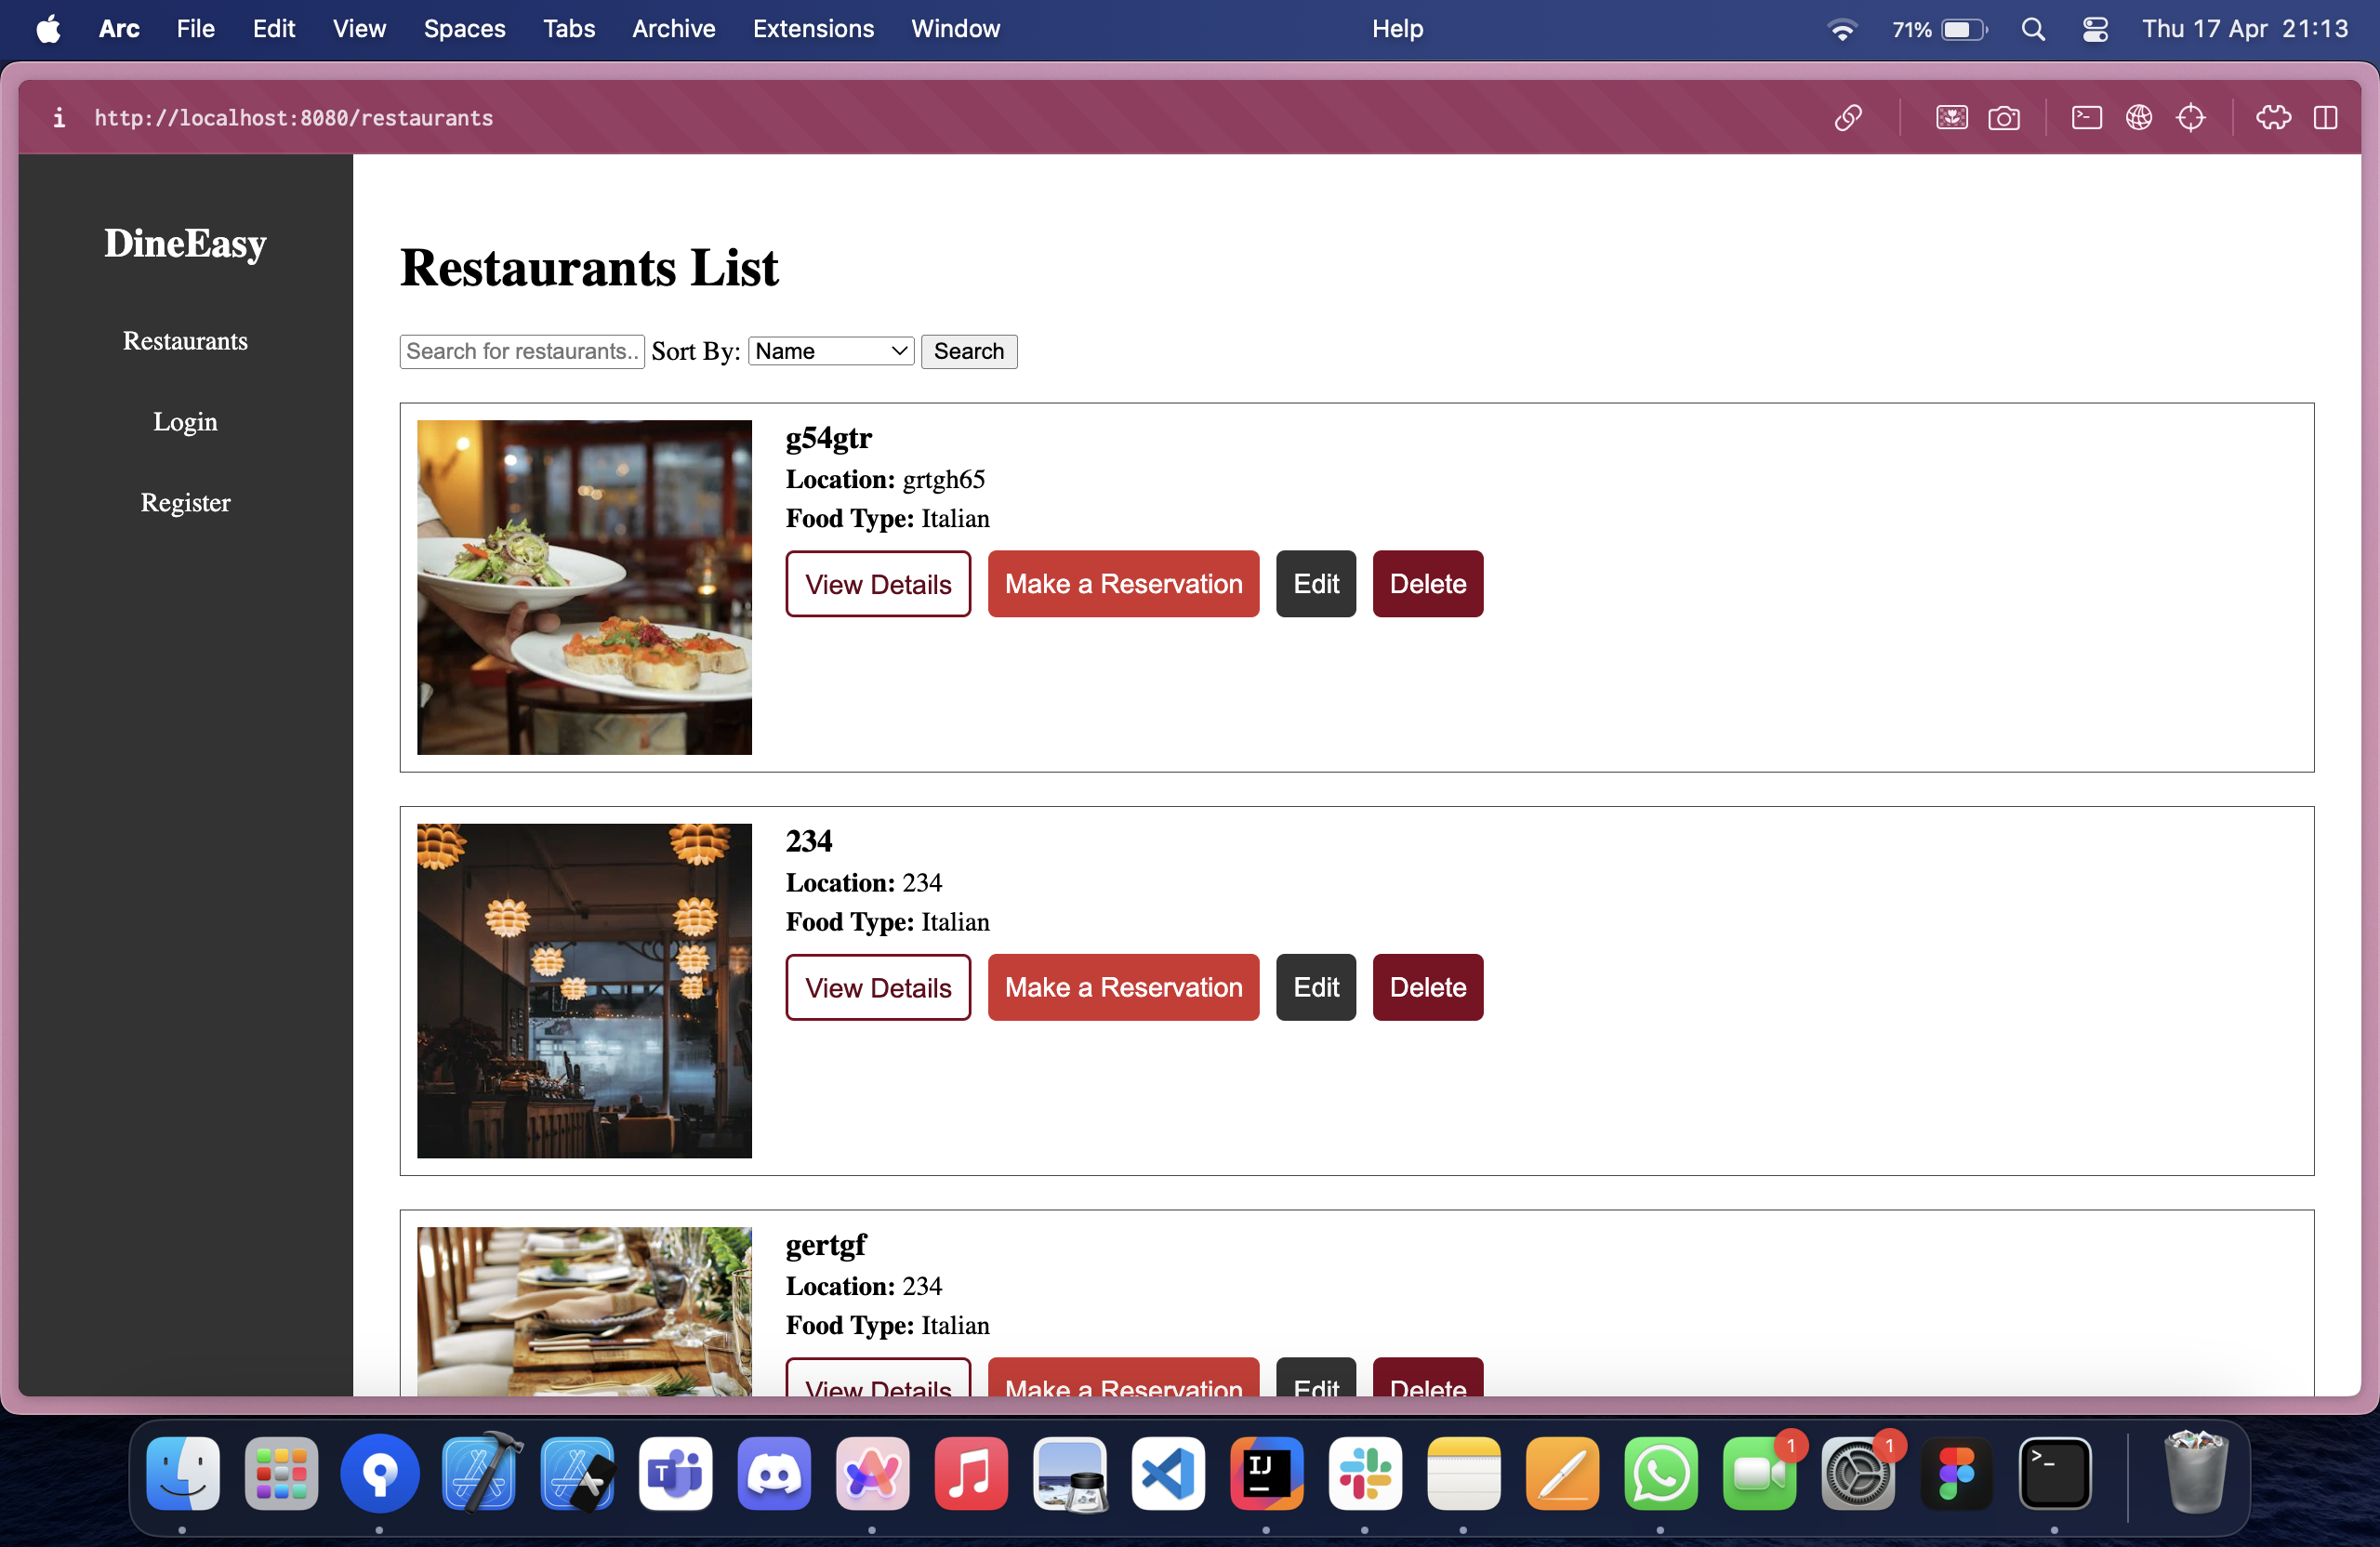 Arc File Edit View Spaces Tabs Archive Extensions Window Help 71% Thu 17 Apr 21:13
http://localhost:8080/restaurants
DineEasy
Restaurants
Login
Register
Restaurants List
Search for restaurants.. Sort By: Name Search
g54gtr
Location: grtgh65
Food Type: Italian
View Details Make a Reservation Edit Delete
234
Location: 234
Food Type: Italian
View Details Make a Reservation Edit Delete
gertgf
Location: 234
Food Type: Italian
View Details Make a Reservation Edit Delete
T IJ 1 1 >_